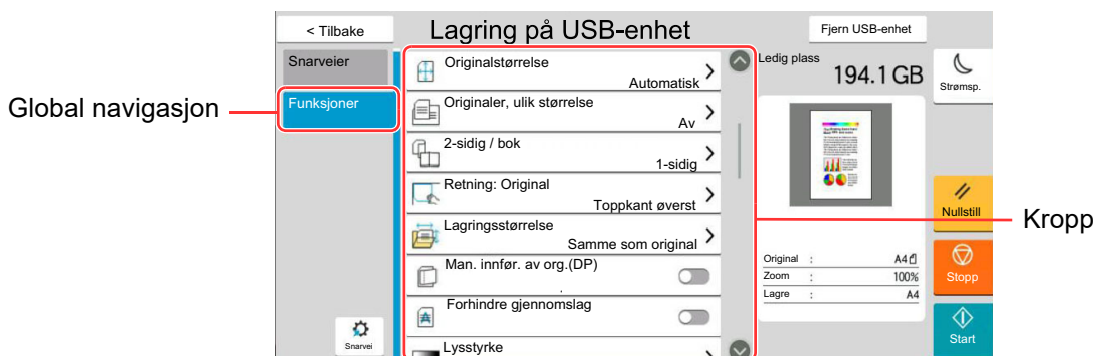 < Tilbake
Lagring på USB-enhet
Fjern USB-enhet
Snarveier
Funksjoner
Global navigasjon
Originalstørrelse
Automatisk
Originaler, ulik størrelse
Av
2-sidig / bok
1-sidig
Retning: Original
Toppkant øverst
Lagringsstørrelse
Samme som original
Man. innfør. av org.(DP)
Forhindre gjennomslag
Lysstyrke
Snarvei
Ledig plass
194.1 GB
Original : A4
Zoom : 100%
Lagre : A4
Strømsp.
Nullstill
Kropp
Stopp
Start